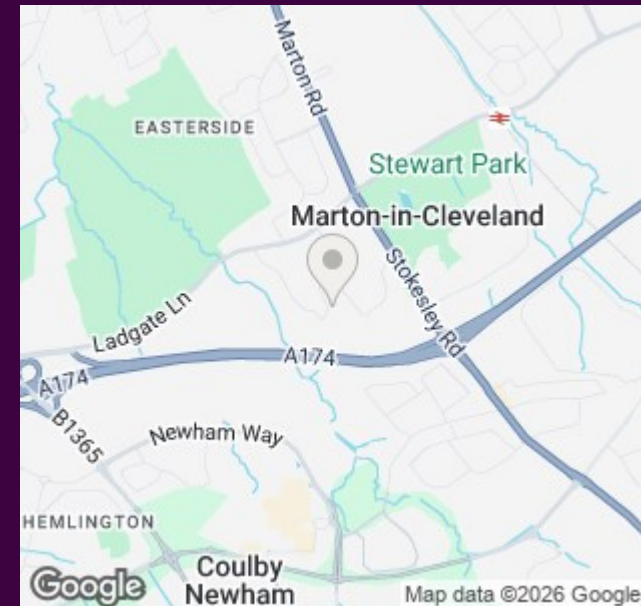 Marton Rd
EASTERSIDE
Stewart Park
Marton-in-Cleveland
Stokesley Rd
Ladgate Ln
A174
A174
B1365
Newham Way
HEMLINGTON
Coulby
Newham
Google
Map data ©2026 Google